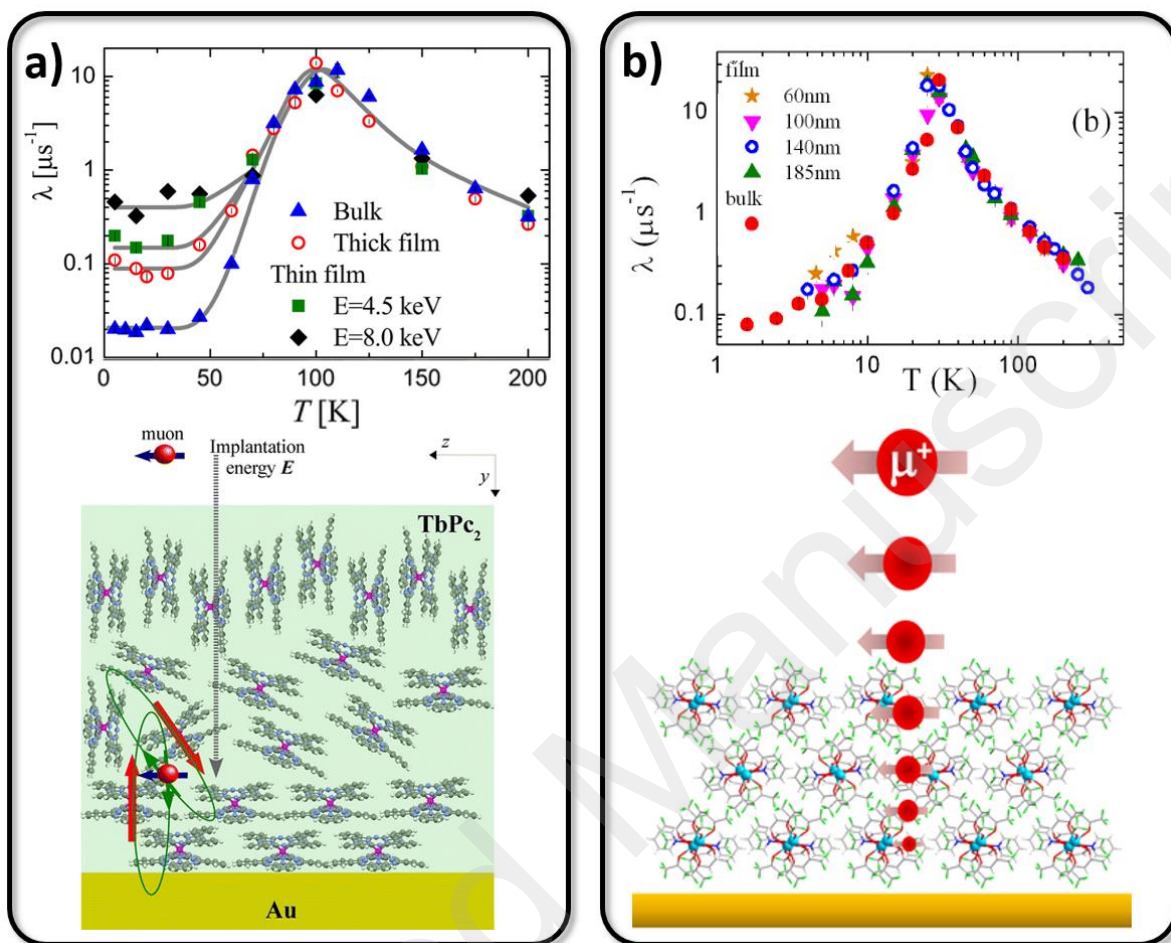 a)
λ [µs⁻¹]
10
1
0.1
0.01
Bulk
Thick film
Thin film
E=4.5 keV
E=8.0 keV
0
50
100
150
200
T [K]
muon
Implantation
energy E
z
y
TbPc₂
Au
b)
(b)
film
60nm
100nm
140nm
185nm
bulk
λ (µs⁻¹)
10
1
0.1
1
10
100
T (K)
µ⁺